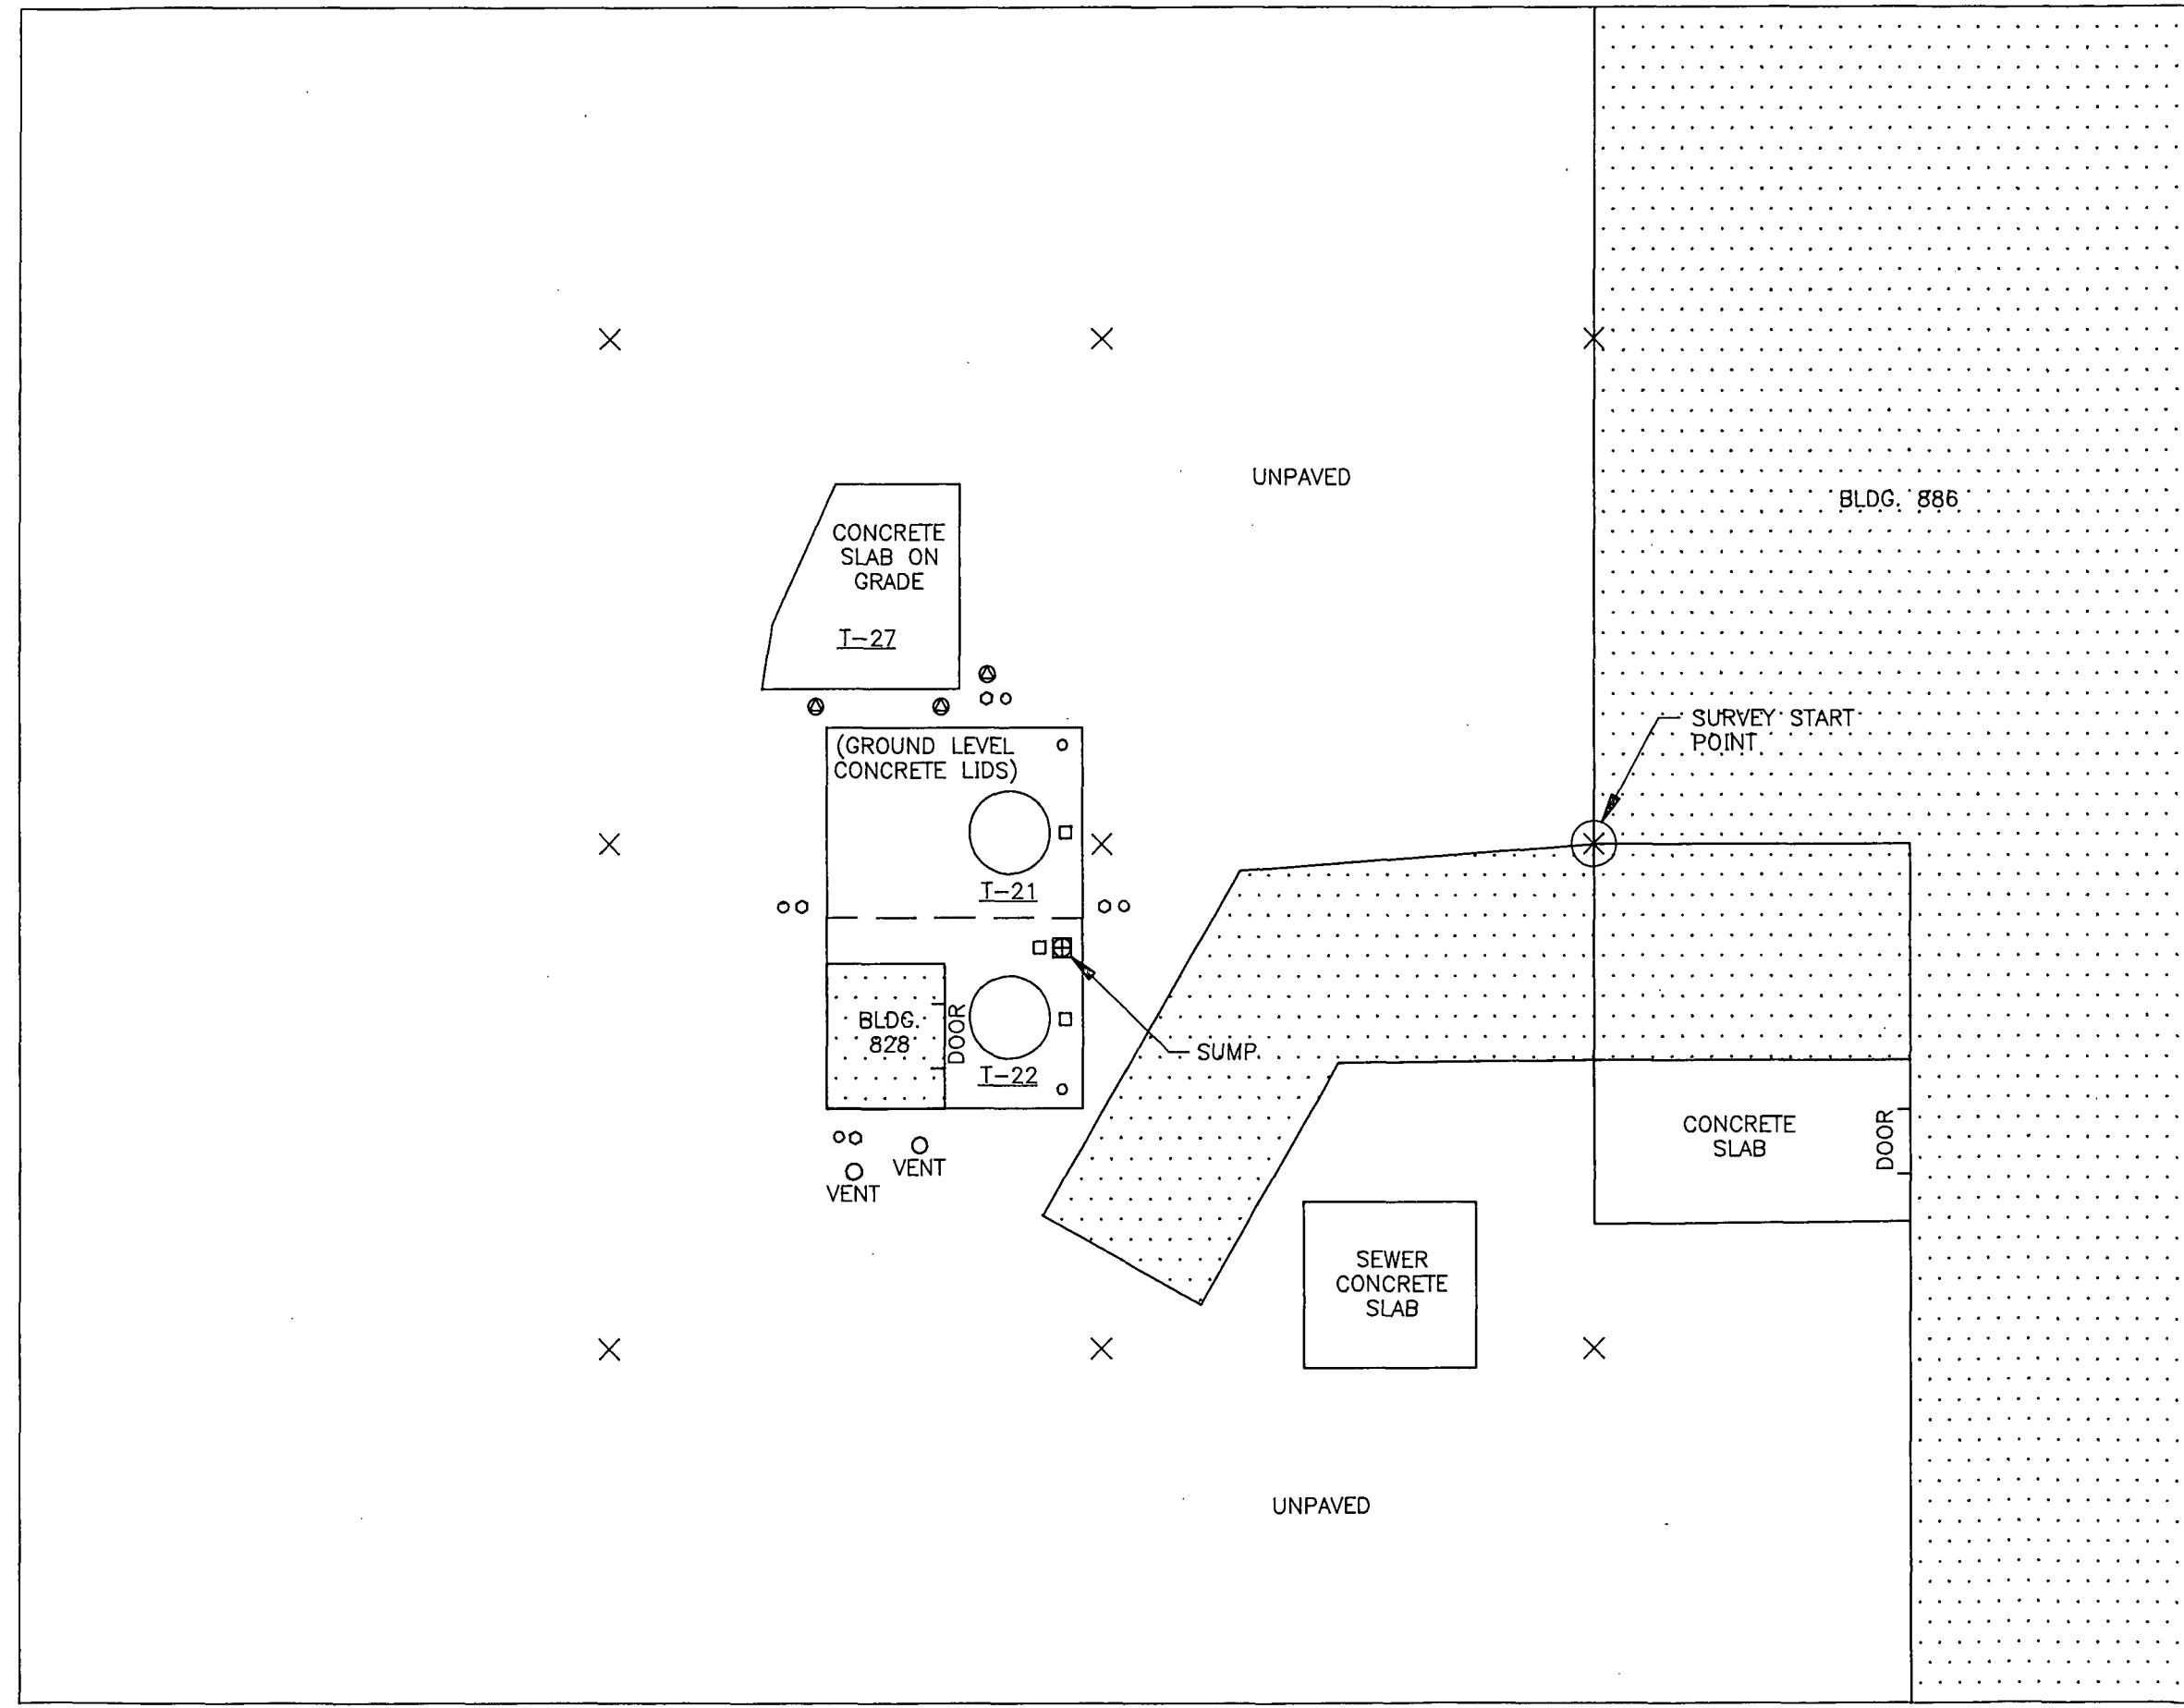 UNPAVED
BLDG. 886
CONCRETE
SLAB ON
GRADE
T-27
SURVEY START
POINT
(GROUND LEVEL
CONCRETE LIDS)
T-21
BLDG.
828
DOOR
T-22
SUMP
CONCRETE
SLAB
DOOR
VENT
VENT
SEWER
CONCRETE
SLAB
UNPAVED